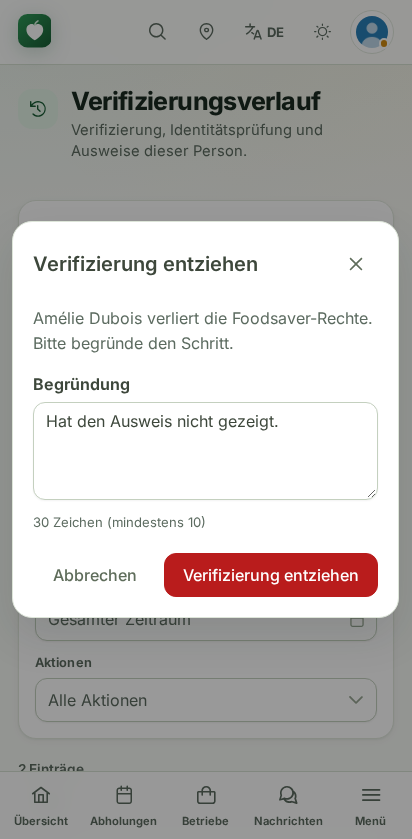 DE
Verifizierungsverlauf
Verifizierung, Identitätsprüfung und
Ausweise dieser Person.
Verifizierung entziehen
Amélie Dubois verliert die Foodsaver-Rechte.
Bitte begründe den Schritt.
Begründung
Hat den Ausweis nicht gezeigt.
30 Zeichen (mindestens 10)
Abbrechen
Verifizierung entziehen
Gesamter Zeitraum
Aktionen
Alle Aktionen
2 Einträge
Übersicht
Abholungen
Betriebe
Nachrichten
Menü